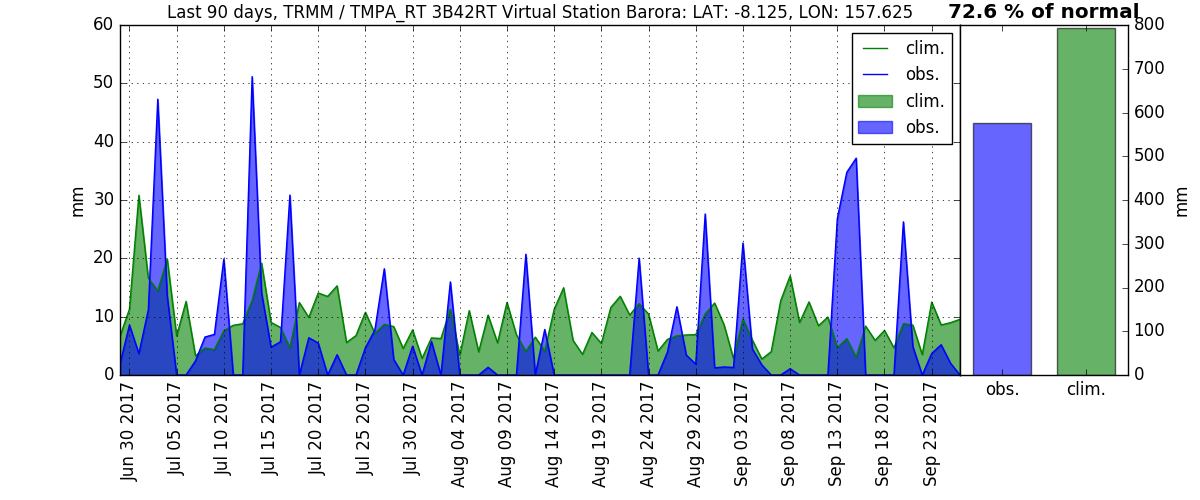 Last 90 days, TRMM / TMPA_RT 3B42RT Virtual Station Barora: LAT: -8.125, LON: 157.625
72.6 % of normal
60
50
40
30
20
10
0
mm
clim.
obs.
clim.
obs.
800
700
600
500
400
300
200
100
0
mm
Jun 30 2017
Jul 05 2017
Jul 10 2017
Jul 15 2017
Jul 20 2017
Jul 25 2017
Jul 30 2017
Aug 04 2017
Aug 09 2017
Aug 14 2017
Aug 19 2017
Aug 24 2017
Aug 29 2017
Sep 03 2017
Sep 08 2017
Sep 13 2017
Sep 18 2017
Sep 23 2017
obs.
clim.